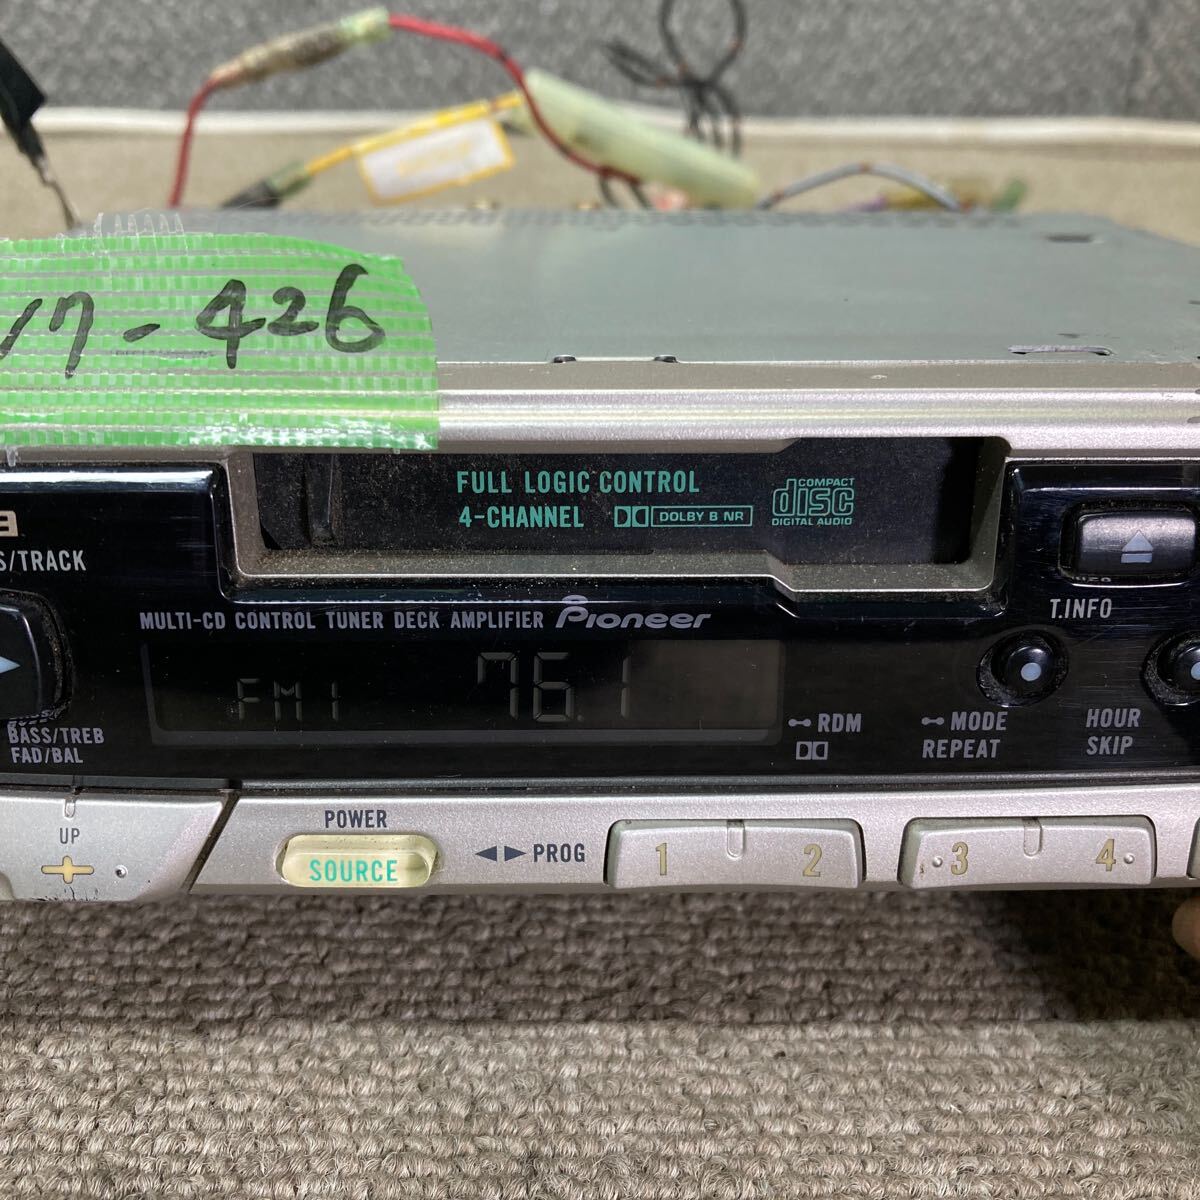 17-426
FULL LOGIC CONTROL
4-CHANNEL DOLBY B NR
COMPACT
disc
DIGITAL AUDIO
S/TRACK
MULTI-CD CONTROL TUNER DECK AMPLIFIER Pioneer
T.INFO
FM1 76.1
BASS/TREB
FAD/BAL
RDM
MODE
REPEAT
HOUR
SKIP
UP
POWER
SOURCE
◀▶ PROG
1 2 3 4